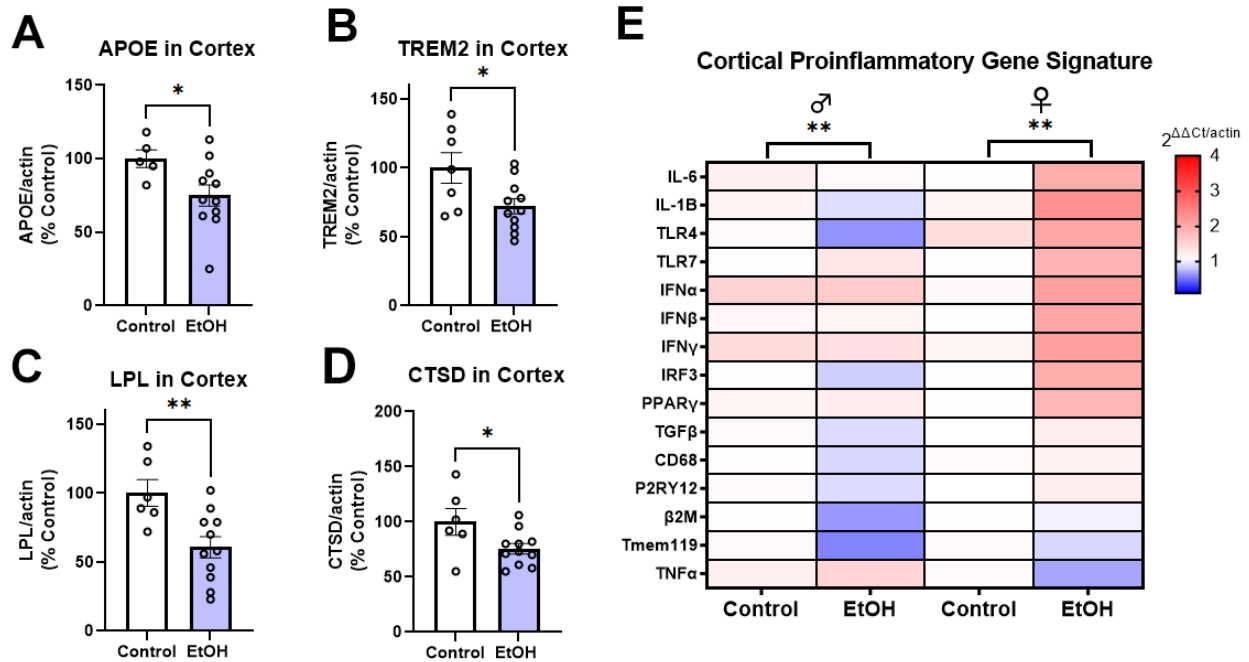 A
APOE in Cortex
*
150
100
50
0
APOE/actin
(% Control)
Control EtOH
B
TREM2 in Cortex
*
150
100
50
0
TREM2/actin
(% Control)
Control EtOH
C
LPL in Cortex
**
150
100
50
0
LPL/actin
(% Control)
Control EtOH
D
CTSD in Cortex
*
200
150
100
50
0
CTSD/actin
(% Control)
Control EtOH
E
Cortical Proinflammatory Gene Signature
♂ ♀
** **
2^ΔΔCt/actin
4
3
2
1
IL-6
IL-1B
TLR4
TLR7
IFNα
IFNβ
IFNγ
IRF3
PPARγ
TGFβ
CD68
P2RY12
β2M
Tmem119
TNFα
Control EtOH Control EtOH